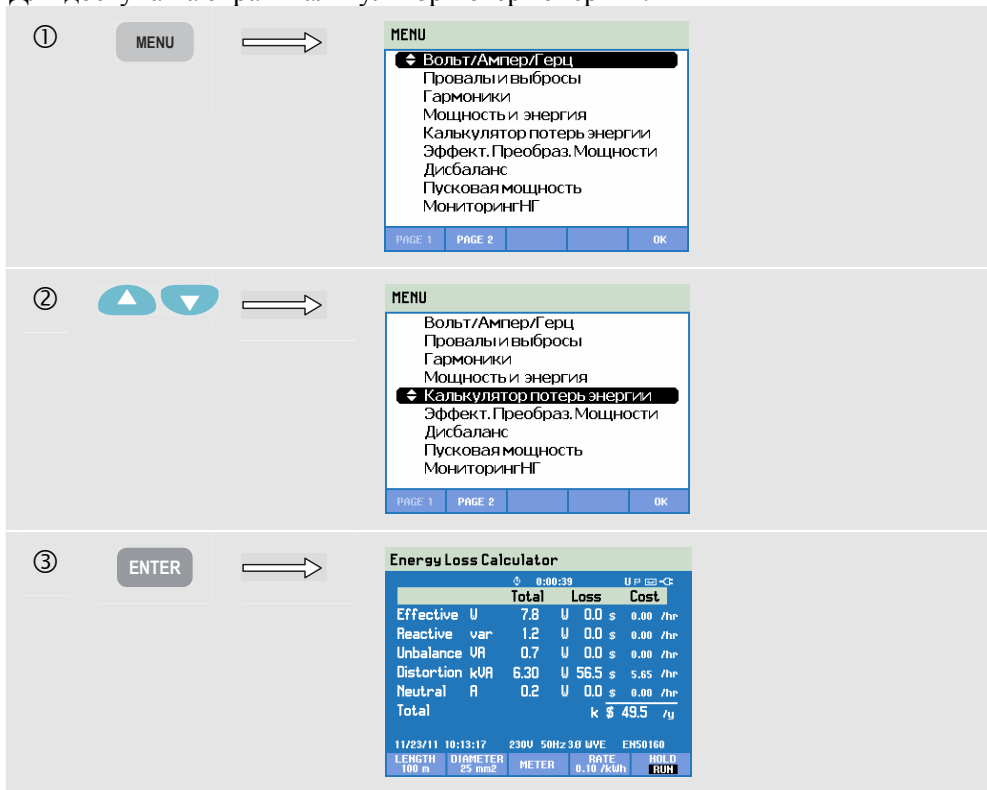 ①
MENU
MENU
Вольт/Ампер/Герц
Провалы и выбросы
Гармоники
Мощность и энергия
Калькулятор потерь энергии
Эффект. Преобраз. Мощности
Дисбаланс
Пусковая мощность
МониторингНГ
PAGE 1 PAGE 2 OK
②
MENU
Вольт/Ампер/Герц
Провалы и выбросы
Гармоники
Мощность и энергия
Калькулятор потерь энергии
Эффект. Преобраз. Мощности
Дисбаланс
Пусковая мощность
МониторингНГ
PAGE 1 PAGE 2 OK
③
ENTER
Energy Loss Calculator
0:00:39 U
Total Loss Cost
Effective W 7.8 W 0.0 $ 0.00 /hr
Reactive var 1.2 W 0.0 $ 0.00 /hr
Unbalance VA 0.7 W 0.0 $ 0.00 /hr
Distortion kVA 6.30 W 56.5 $ 5.65 /hr
Neutral A 0.2 W 0.0 $ 0.00 /hr
Total k $ 49.5 /y
11/23/11 10:13:17 230V 50Hz 3Ø WYE EN50160
LENGTH DIAMETER METER RATE HOLD
100 m 25 mm2 0.10 /kWh RUN